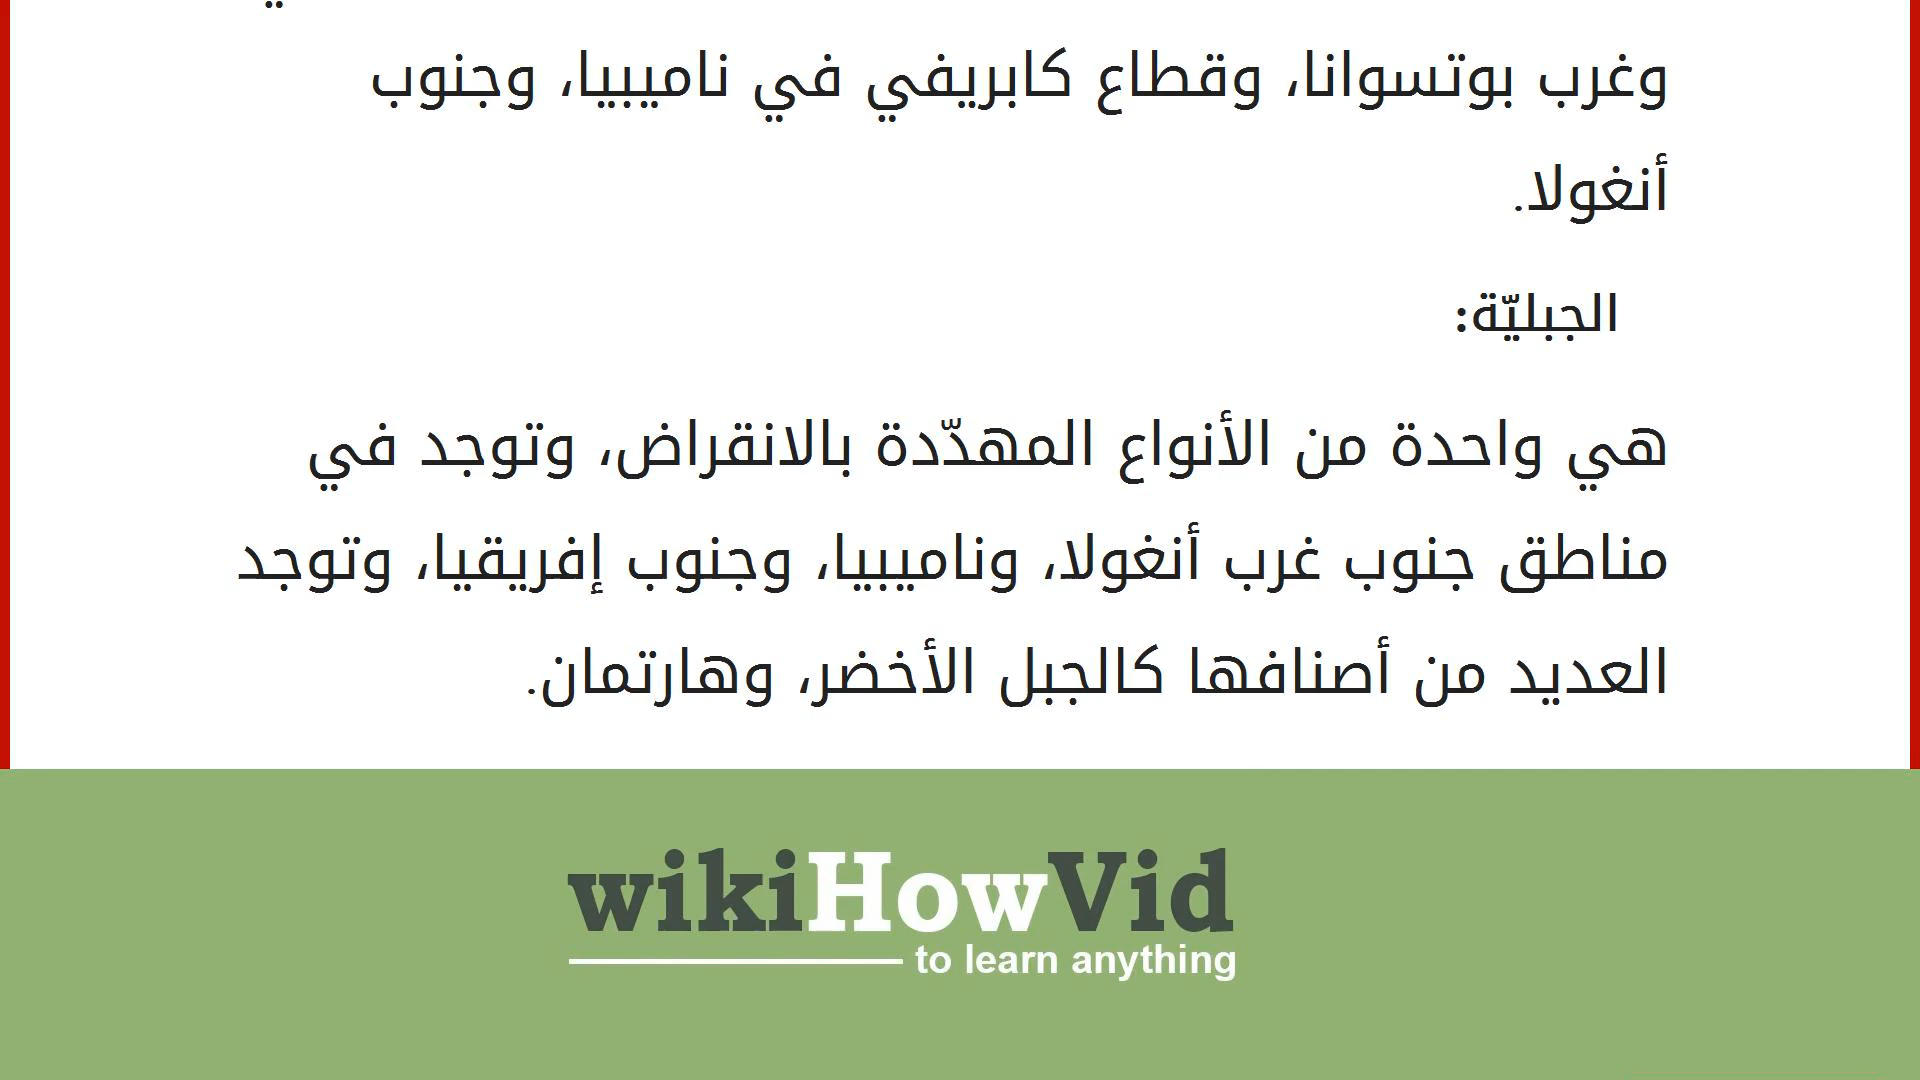 وغرب بوتسوانا، وقطاع كابريفي في ناميبيا، وجنوب
أنغولا.
الجبليّة:
هي واحدة من الأنواع المهدّدة بالانقراض، وتوجد في
مناطق جنوب غرب أنغولا، وناميبيا، وجنوب إفريقيا، وتوجد
العديد من أصنافها كالجبل الأخضر، وهارتمان.
wikiHowVid
to learn anything